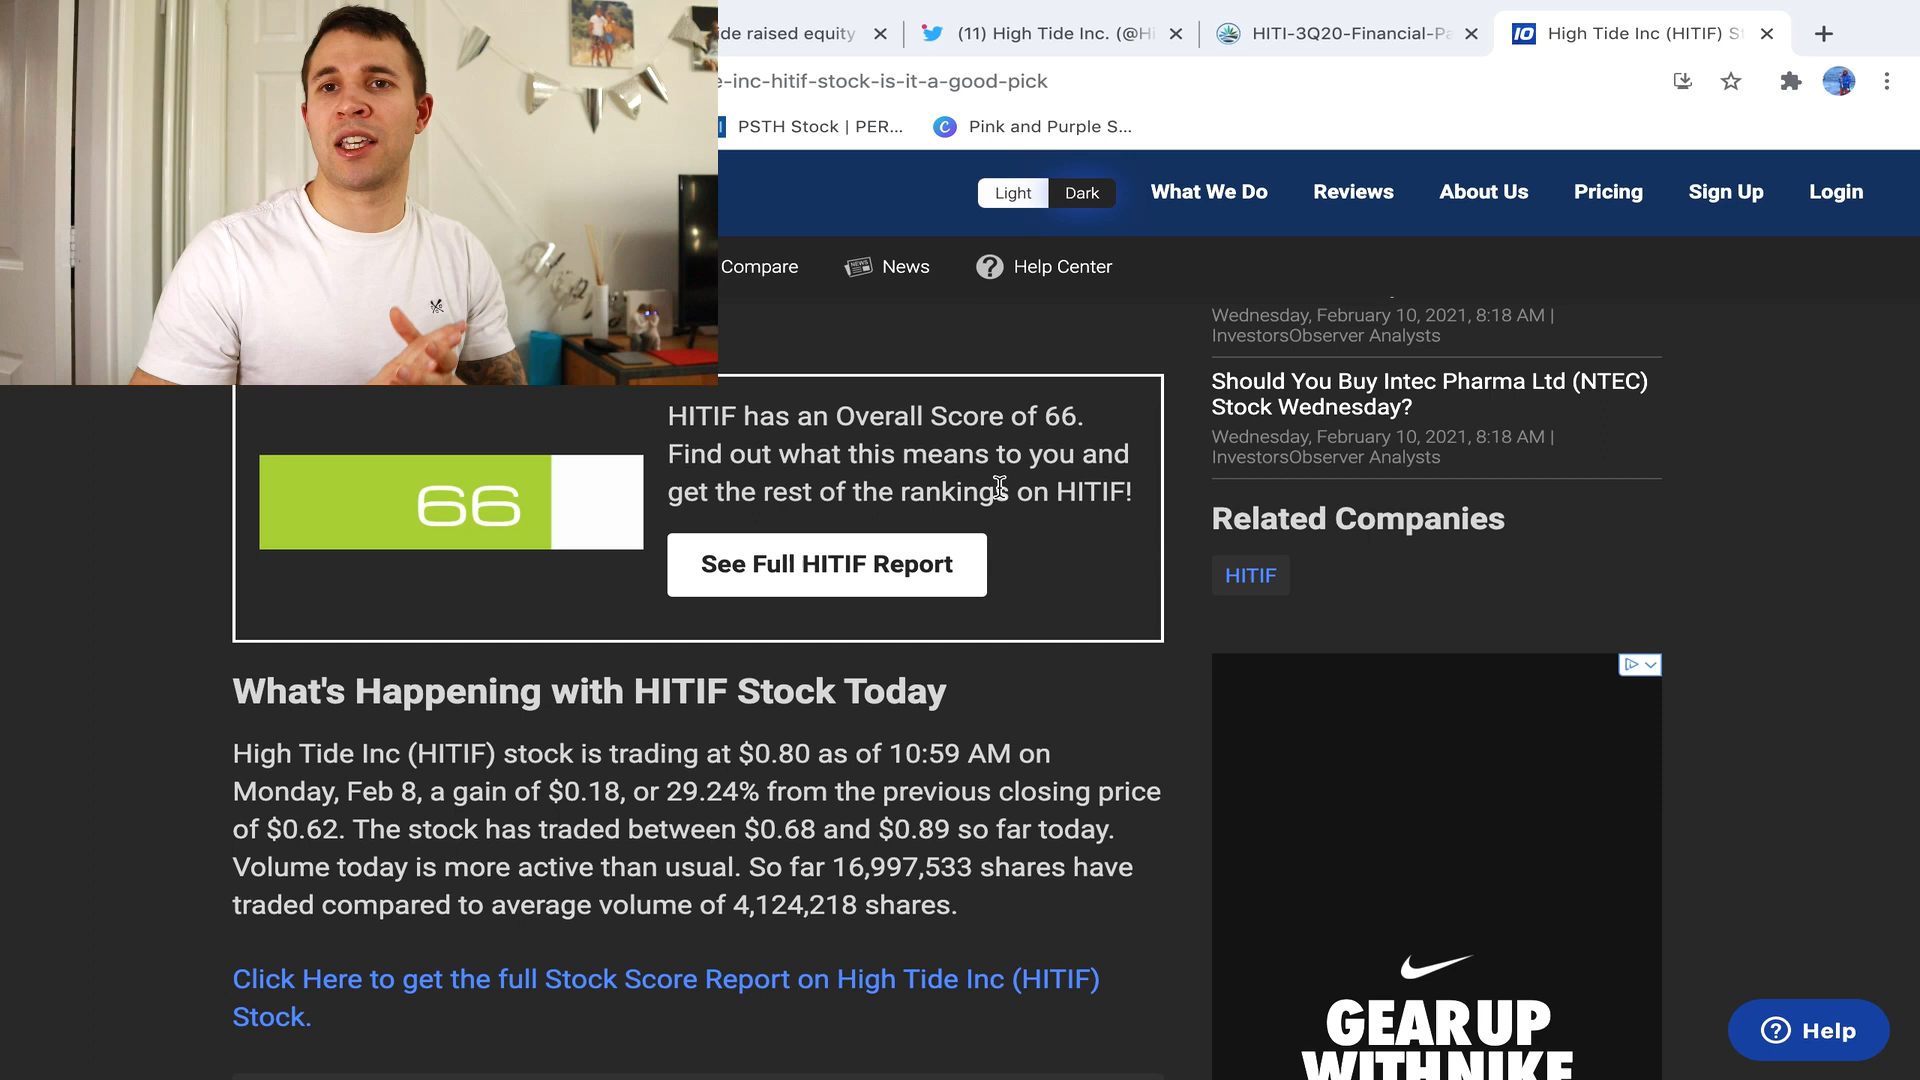 de raised equity
(11) High Tide Inc. (@Hi
HITI-3Q20-Financial-Pa
IO
High Tide Inc (HITIF) S
e-inc-hitif-stock-is-it-a-good-pick
PSTH Stock | PER...
C
Pink and Purple S...
Light
Dark
What We Do
Reviews
About Us
Pricing
Sign Up
Login
Compare
NEWS
News
Help Center
Wednesday, February 10, 2021, 8:18 AM |
InvestorsObserver Analysts
Should You Buy Intec Pharma Ltd (NTEC)
Stock Wednesday?
Wednesday, February 10, 2021, 8:18 AM |
InvestorsObserver Analysts
Related Companies
HITIF
66
HITIF has an Overall Score of 66.
Find out what this means to you and
get the rest of the rankings on HITIF!
See Full HITIF Report
What's Happening with HITIF Stock Today
High Tide Inc (HITIF) stock is trading at $0.80 as of 10:59 AM on
Monday, Feb 8, a gain of $0.18, or 29.24% from the previous closing price
of $0.62. The stock has traded between $0.68 and $0.89 so far today.
Volume today is more active than usual. So far 16,997,533 shares have
traded compared to average volume of 4,124,218 shares.
Click Here to get the full Stock Score Report on High Tide Inc (HITIF)
Stock.
GEAR UP
WITH NIKE
Help